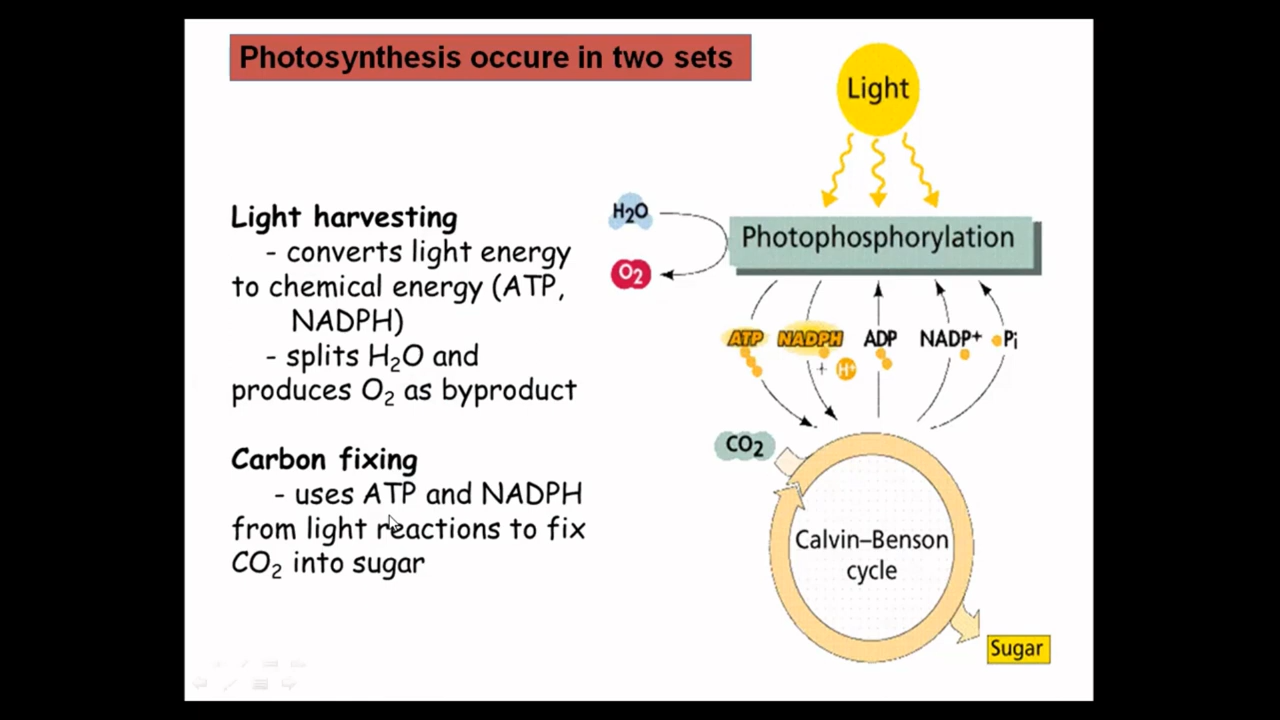 Photosynthesis occure in two sets
Light
Light harvesting
- converts light energy
to chemical energy (ATP,
NADPH)
- splits H₂O and
produces O₂ as byproduct
Carbon fixing
- uses ATP and NADPH
from light reactions to fix
CO₂ into sugar
H₂O
O₂
Photophosphorylation
ATP NADPH ADP NADP+ Pi
+ H+
CO₂
Calvin–Benson
cycle
Sugar